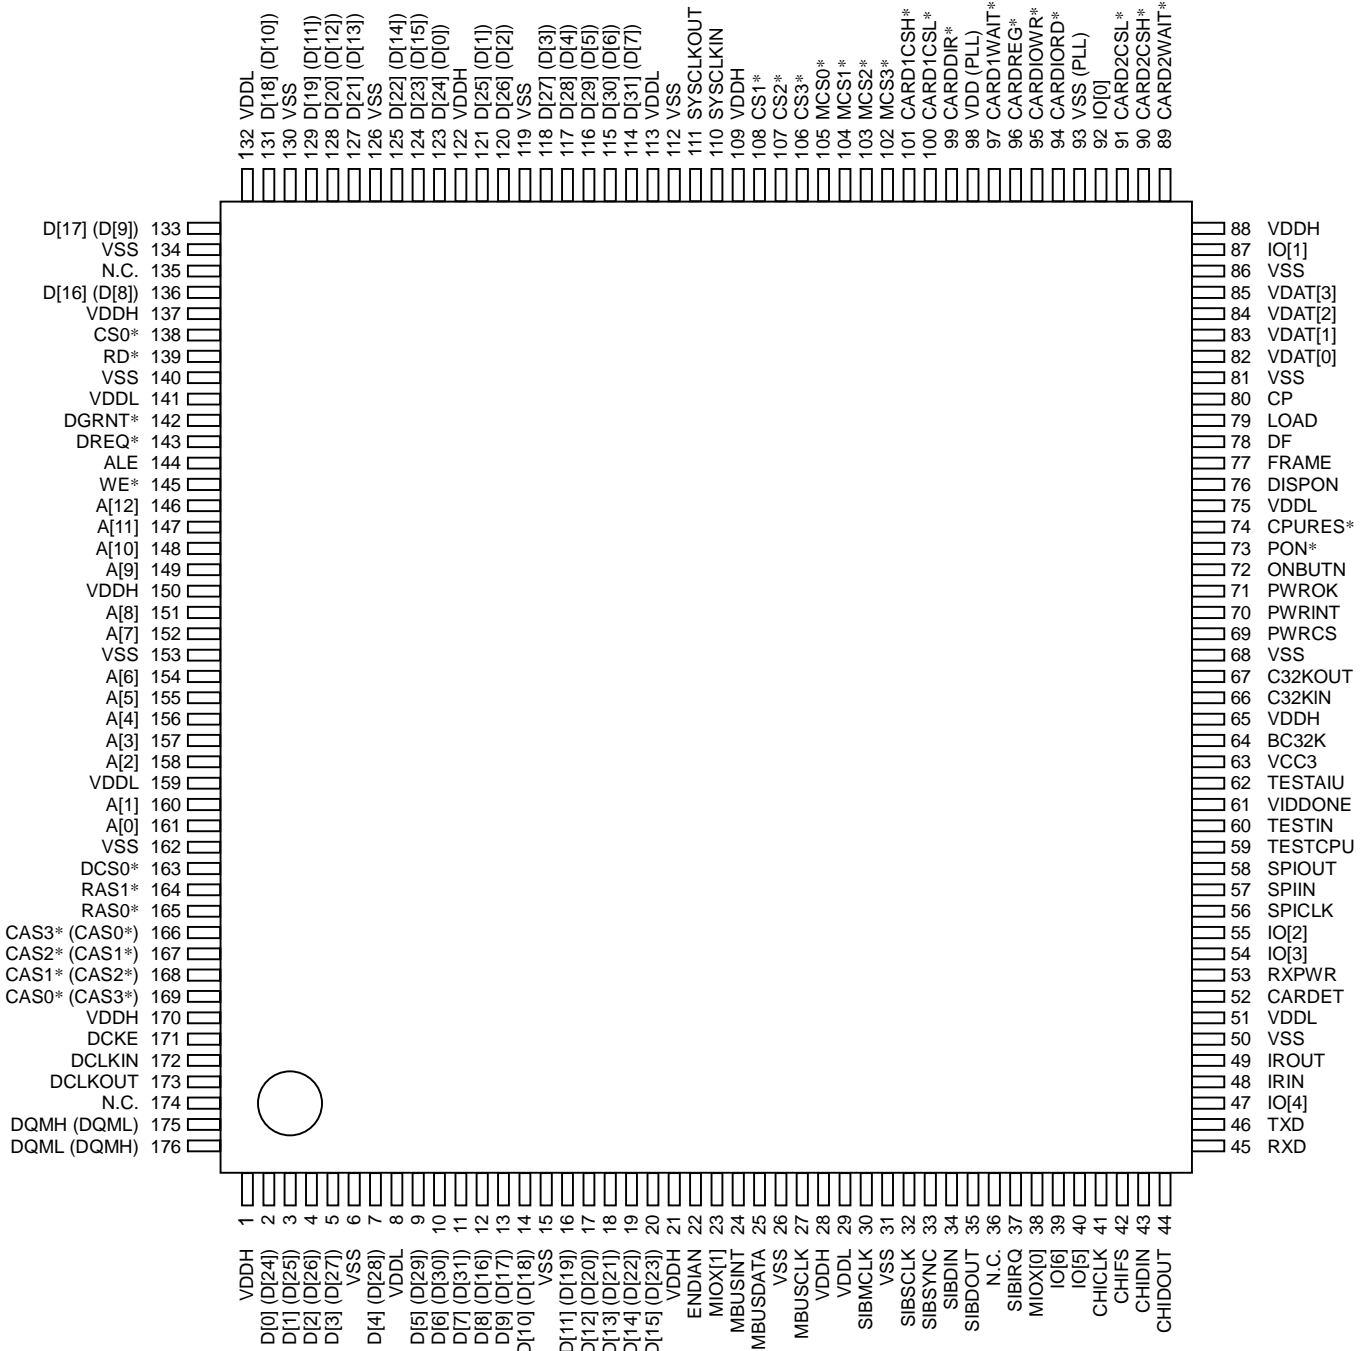 132 VDDL
131 D[18] (D[10])
130 VSS
129 D[19] (D[11])
128 D[20] (D[12])
127 D[21] (D[13])
126 VSS
125 D[22] (D[14])
124 D[23] (D[15])
123 D[24] (D[0])
122 VDDH
121 D[25] (D[1])
120 D[26] (D[2])
119 VSS
118 D[27] (D[3])
117 D[28] (D[4])
116 D[29] (D[5])
115 D[30] (D[6])
114 D[31] (D[7])
113 VDDL
112 VSS
111 SYSCLKOUT
110 SYSCLKIN
109 VDDH
108 CS1*
107 CS2*
106 CS3*
105 MCS0*
104 MCS1*
103 MCS2*
102 MCS3*
101 CARD1CSH*
100 CARD1CSL*
99 CARDDIR*
98 VDD (PLL)
97 CARD1WAIT*
96 CARDREG*
95 CARDIOWR*
94 CARDIORD*
93 VSS (PLL)
92 IO[0]
91 CARD2CSL*
90 CARD2CSH*
89 CARD2WAIT*
D[17] (D[9]) 133
VSS 134
N.C. 135
D[16] (D[8]) 136
VDDH 137
CS0* 138
RD* 139
VSS 140
VDDL 141
DGRNT* 142
DREQ* 143
ALE 144
WE* 145
A[12] 146
A[11] 147
A[10] 148
A[9] 149
VDDH 150
A[8] 151
A[7] 152
VSS 153
A[6] 154
A[5] 155
A[4] 156
A[3] 157
A[2] 158
VDDL 159
A[1] 160
A[0] 161
VSS 162
DCS0* 163
RAS1* 164
RAS0* 165
CAS3* (CAS0*) 166
CAS2* (CAS1*) 167
CAS1* (CAS2*) 168
CAS0* (CAS3*) 169
VDDH 170
DCKE 171
DCLKIN 172
DCLKOUT 173
N.C. 174
DQMH (DQML) 175
DQML (DQMH) 176
88 VDDH
87 IO[1]
86 VSS
85 VDAT[3]
84 VDAT[2]
83 VDAT[1]
82 VDAT[0]
81 VSS
80 CP
79 LOAD
78 DF
77 FRAME
76 DISPON
75 VDDL
74 CPURES*
73 PON*
72 ONBUTN
71 PWROK
70 PWRINT
69 PWRCS
68 VSS
67 C32KOUT
66 C32KIN
65 VDDH
64 BC32K
63 VCC3
62 TESTAIU
61 VIDDONE
60 TESTIN
59 TESTCPU
58 SPIOUT
57 SPIIN
56 SPICLK
55 IO[2]
54 IO[3]
53 RXPWR
52 CARDET
51 VDDL
50 VSS
49 IROUT
48 IRIN
47 IO[4]
46 TXD
45 RXD
VDDH 1
D[0] (D[24]) 2
D[1] (D[25]) 3
D[2] (D[26]) 4
D[3] (D[27]) 5
VSS 6
D[4] (D[28]) 7
VDDL 8
D[5] (D[29]) 9
D[6] (D[30]) 10
D[7] (D[31]) 11
D[8] (D[16]) 12
D[9] (D[17]) 13
D[10] (D[18]) 14
VSS 15
D[11] (D[19]) 16
D[12] (D[20]) 17
D[13] (D[21]) 18
D[14] (D[22]) 19
D[15] (D[23]) 20
VDDH 21
ENDIAN 22
MIOX[1] 23
MBUSINT 24
MBUSDATA 25
VSS 26
MBUSCLK 27
VDDH 28
VDDL 29
SIBMCLK 30
VSS 31
SIBSCLK 32
SIBSYNC 33
SIBDIN 34
SIBDOUT 35
N.C. 36
SIBIRQ 37
MIOX[0] 38
IO[6] 39
IO[5] 40
CHICLK 41
CHIFS 42
CHIDIN 43
CHIDOUT 44